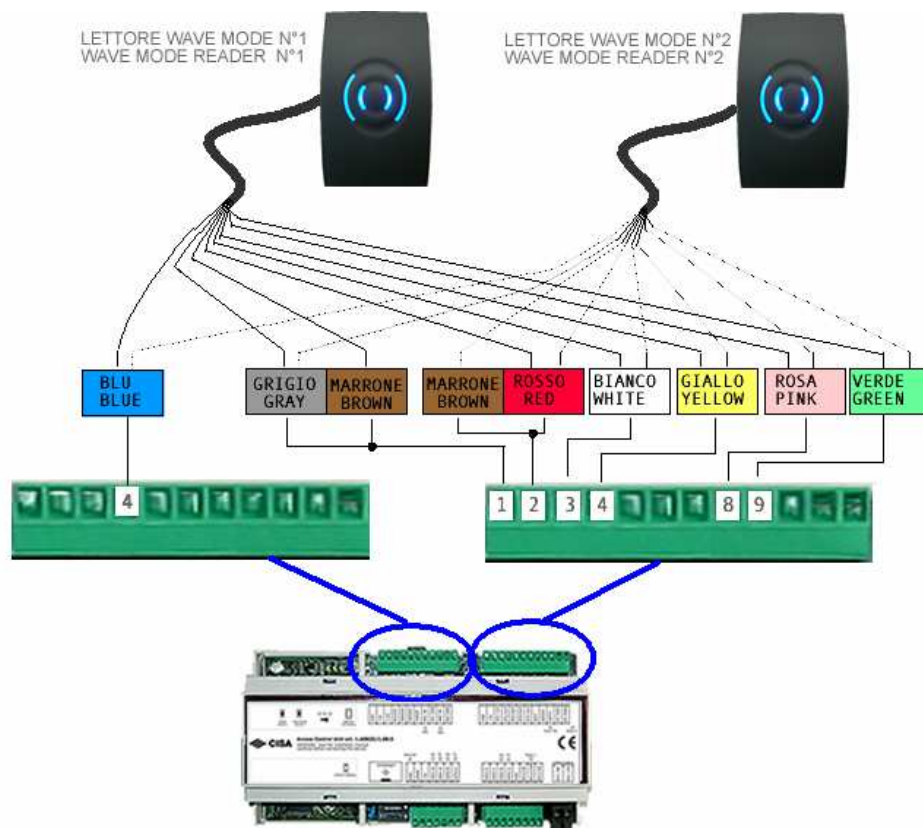 LETTORE WAVE MODE N°1
WAVE MODE READER N°1
LETTORE WAVE MODE N°2
WAVE MODE READER N°2
BLU
BLUE
GRIGIO
GRAY
MARRONE
BROWN
MARRONE
BROWN
ROSSO
RED
BIANCO
WHITE
GIALLO
YELLOW
ROSA
PINK
VERDE
GREEN
4
1 2 3 4 8 9
CISA
CE